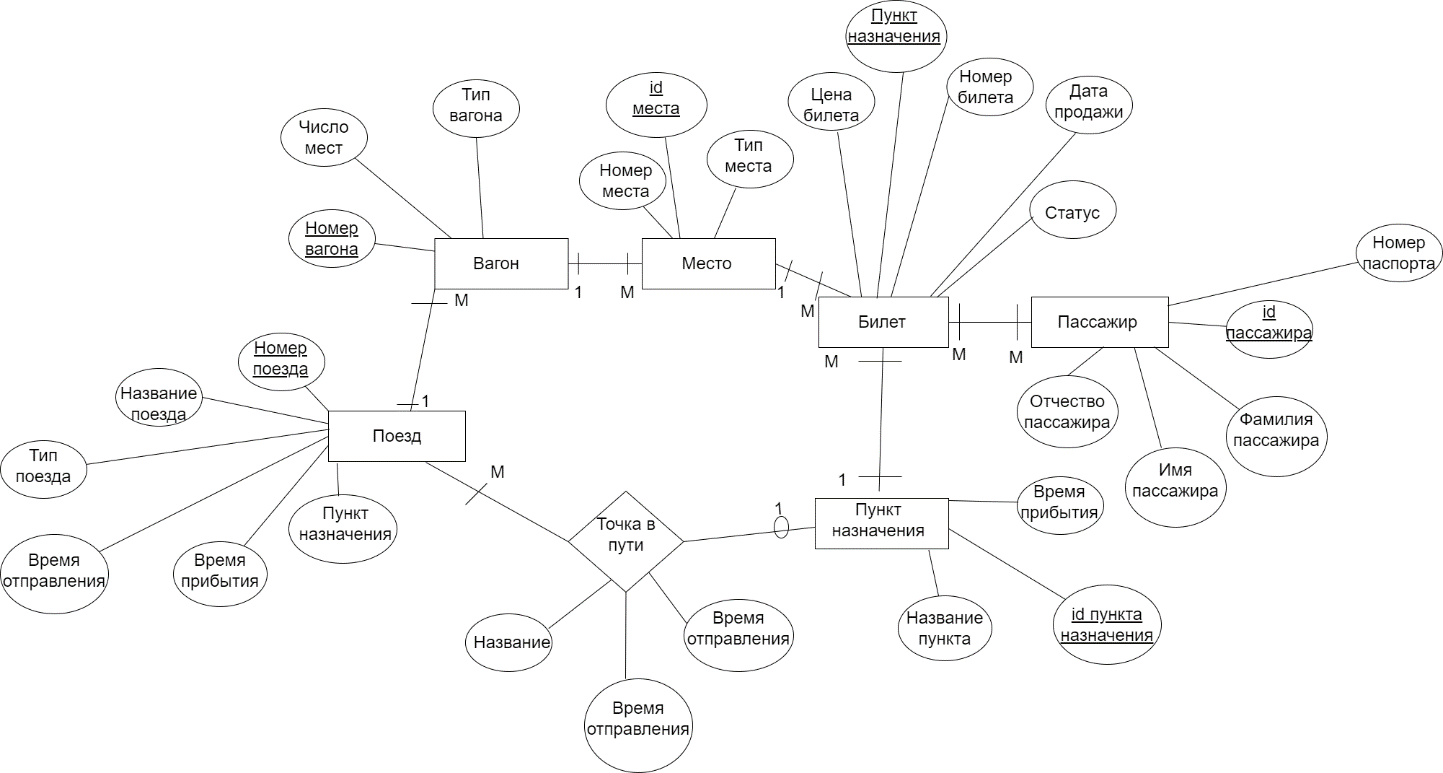 Пункт
назначения
Номер
билета
Дата
продажи
Цена
билета
id
места
Тип
вагона
Число
мест
Тип
места
Номер
места
Статус
Номер
вагона
Номер
паспорта
Вагон
1
M
Место
1
M
Билет
M
M
Пассажир
id
пассажира
M
M
Номер
поезда
Название
поезда
1
Поезд
Тип
поезда
Отчество
пассажира
Фамилия
пассажира
Имя
пассажира
M
1
Пункт
назначения
Время
прибытия
Пункт
назначения
1
Точка в
пути
Время
отправления
Время
прибытия
Название
Время
отправления
Время
отправления
Название
пункта
id пункта
назначения